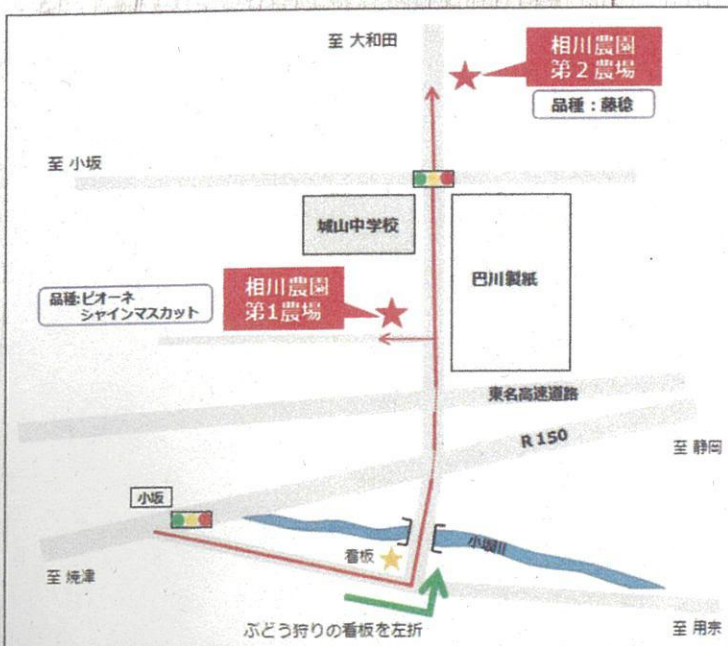 至 大和田
相川農園
第2農場
品種：藤稔
至 小坂
城山中学校
巴川製紙
品種:ピオーネ
シャインマスカット
相川農園
第1農場
東名高速道路
R 150
至 静岡
小坂
小坂川
看板
至 焼津
ぶどう狩りの看板を左折
至 用宗